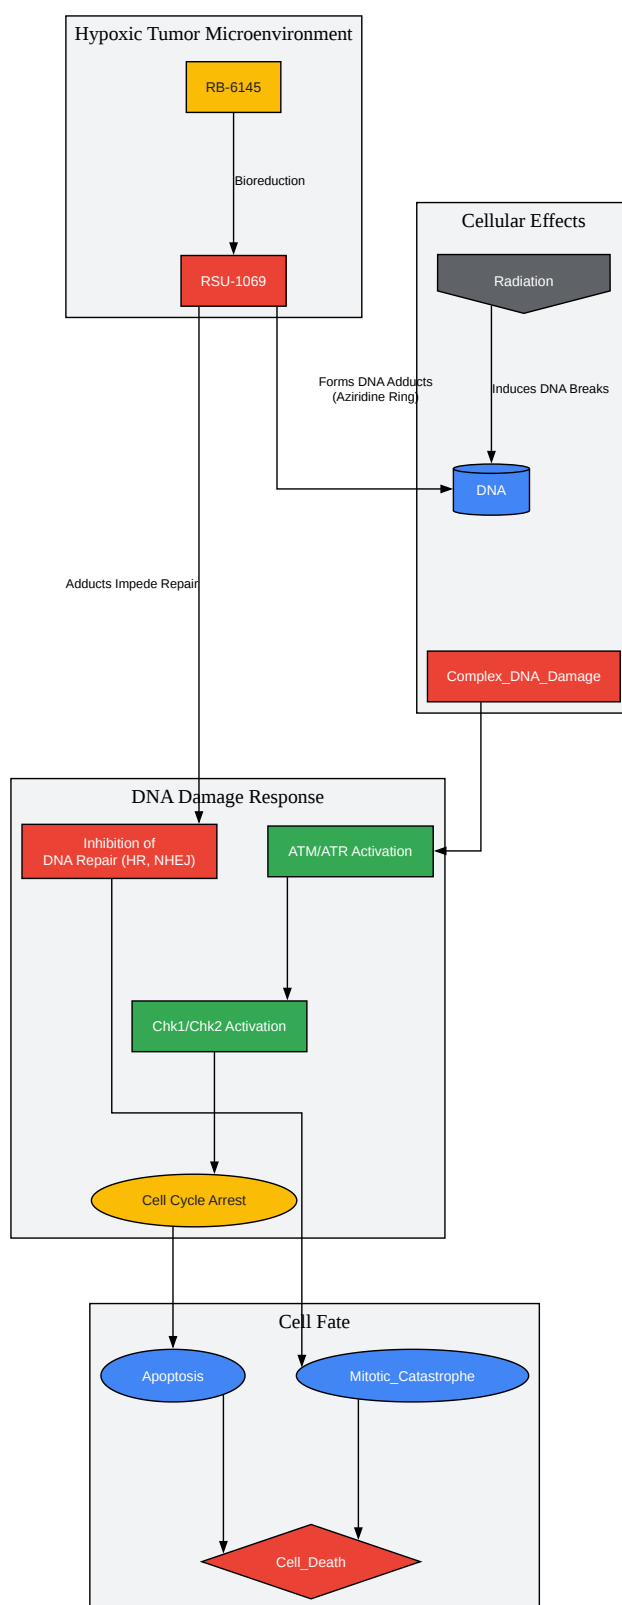 Hypoxic Tumor Microenvironment
RB-6145
Bioreduction
RSU-1069
Cellular Effects
Radiation
Forms DNA Adducts
(Aziridine Ring)
Induces DNA Breaks
DNA
Adducts Impede Repair
Complex_DNA_Damage
DNA Damage Response
Inhibition of
DNA Repair (HR, NHEJ)
ATM/ATR Activation
Chk1/Chk2 Activation
Cell Cycle Arrest
Cell Fate
Apoptosis
Mitotic_Catastrophe
Cell_Death